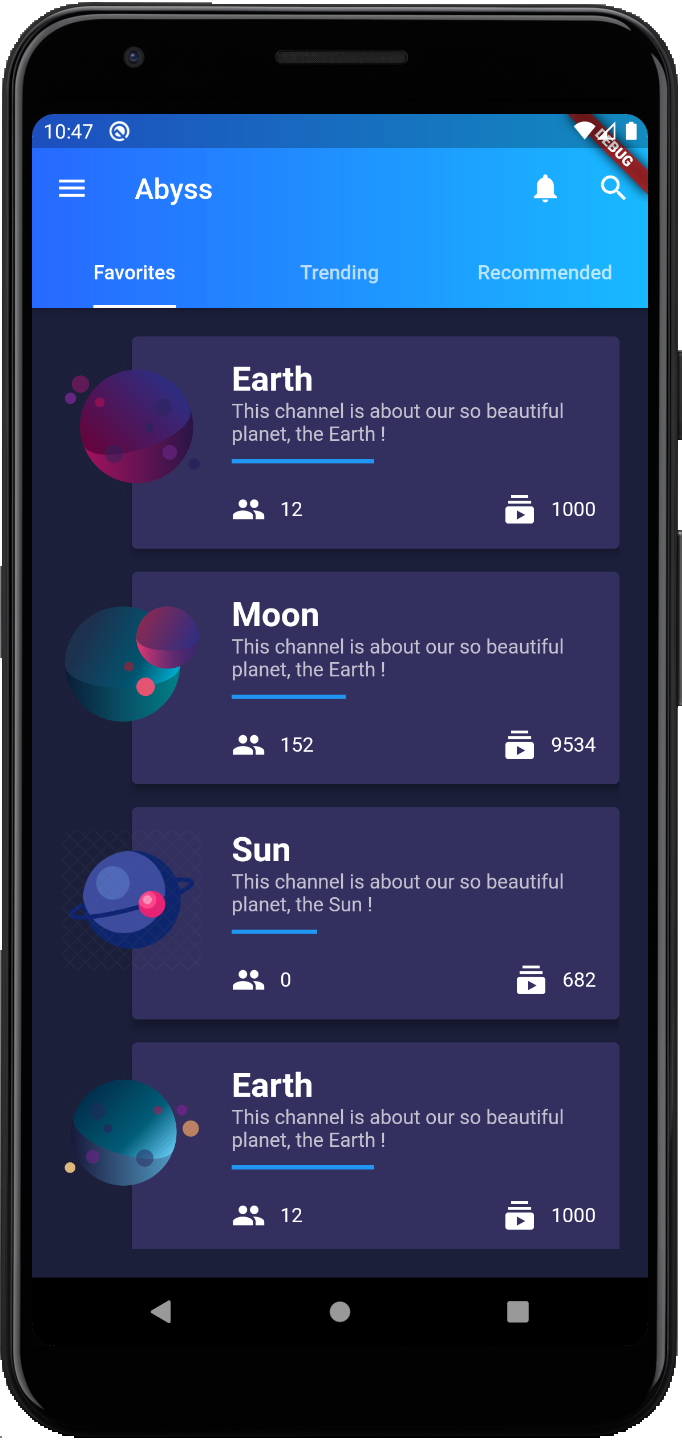 10:47
DEBUG
Abyss
Favorites Trending Recommended
Earth
This channel is about our so beautiful
planet, the Earth !
12 1000
Moon
This channel is about our so beautiful
planet, the Earth !
152 9534
Sun
This channel is about our so beautiful
planet, the Sun !
0 682
Earth
This channel is about our so beautiful
planet, the Earth !
12 1000